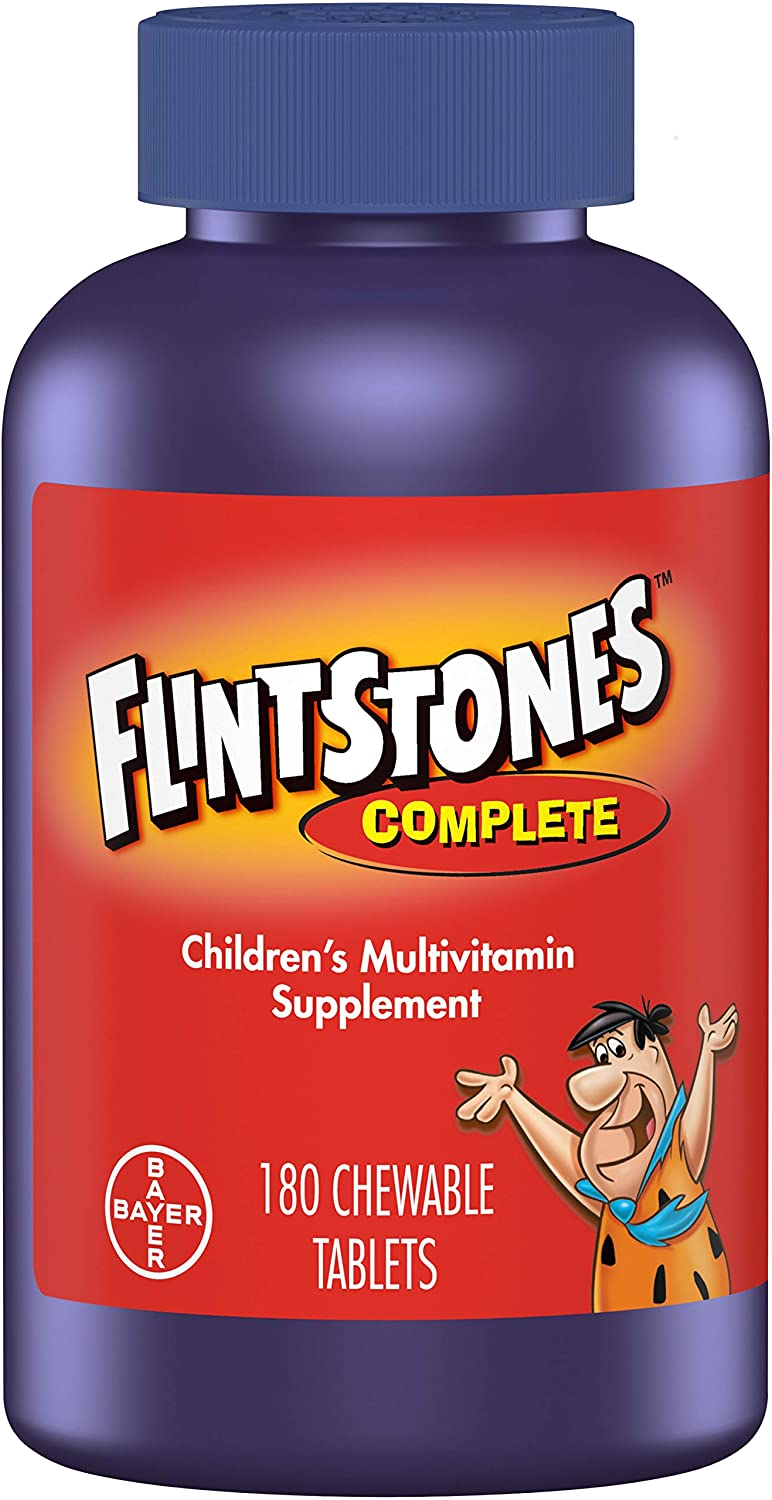 FLINTSTONES™
COMPLETE
Children's Multivitamin
Supplement
BAYER
BAYER
180 CHEWABLE
TABLETS